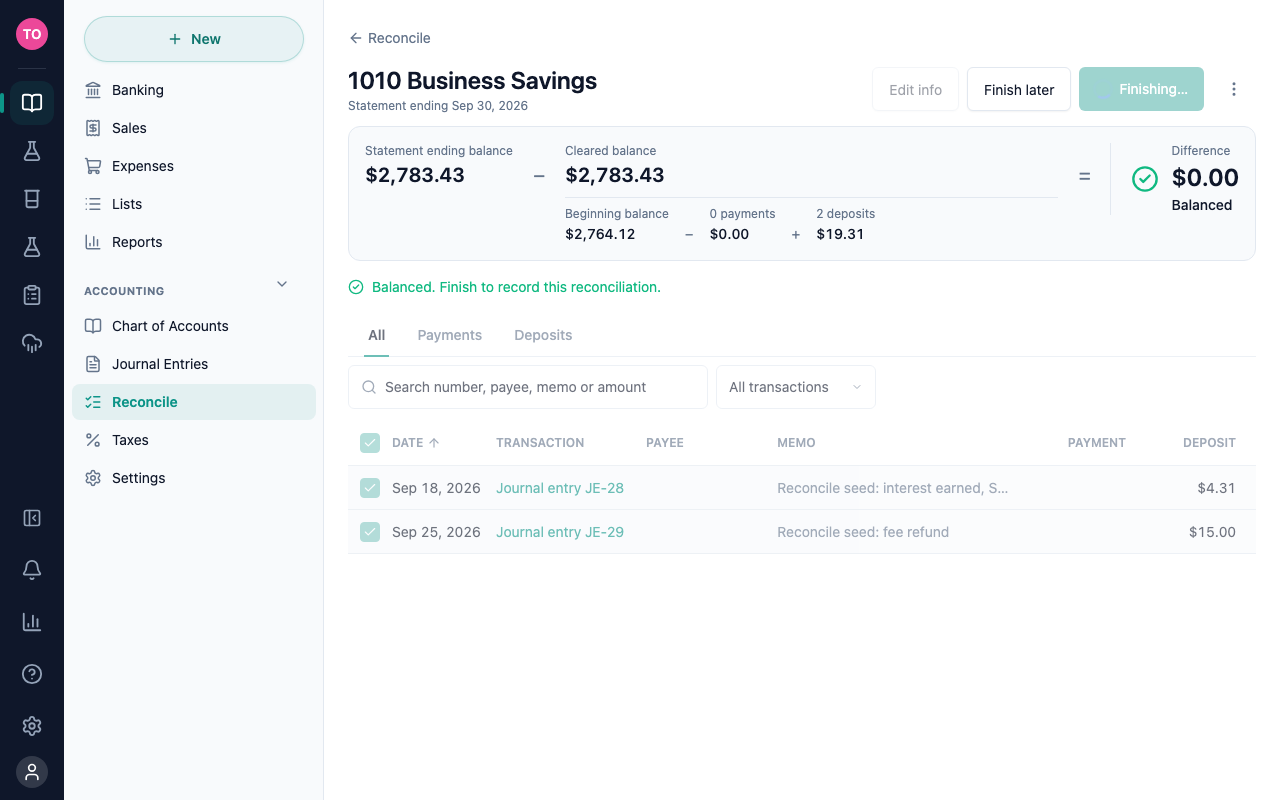 TO
New
Banking
Sales
Expenses
Lists
Reports
ACCOUNTING
Chart of Accounts
Journal Entries
Reconcile
Taxes
Settings
Reconcile
1010 Business Savings
Statement ending Sep 30, 2026
Edit info
Finish later
Finishing...
Statement ending balance
$2,783.43
−
Cleared balance
$2,783.43
Beginning balance
$2,764.12
−
0 payments
$0.00
+
2 deposits
$19.31
=
Difference
$0.00
Balanced
Balanced. Finish to record this reconciliation.
All Payments Deposits
Search number, payee, memo or amount
All transactions
DATE TRANSACTION PAYEE MEMO PAYMENT DEPOSIT
Sep 18, 2026 Journal entry JE-28 Reconcile seed: interest earned, S... $4.31
Sep 25, 2026 Journal entry JE-29 Reconcile seed: fee refund $15.00